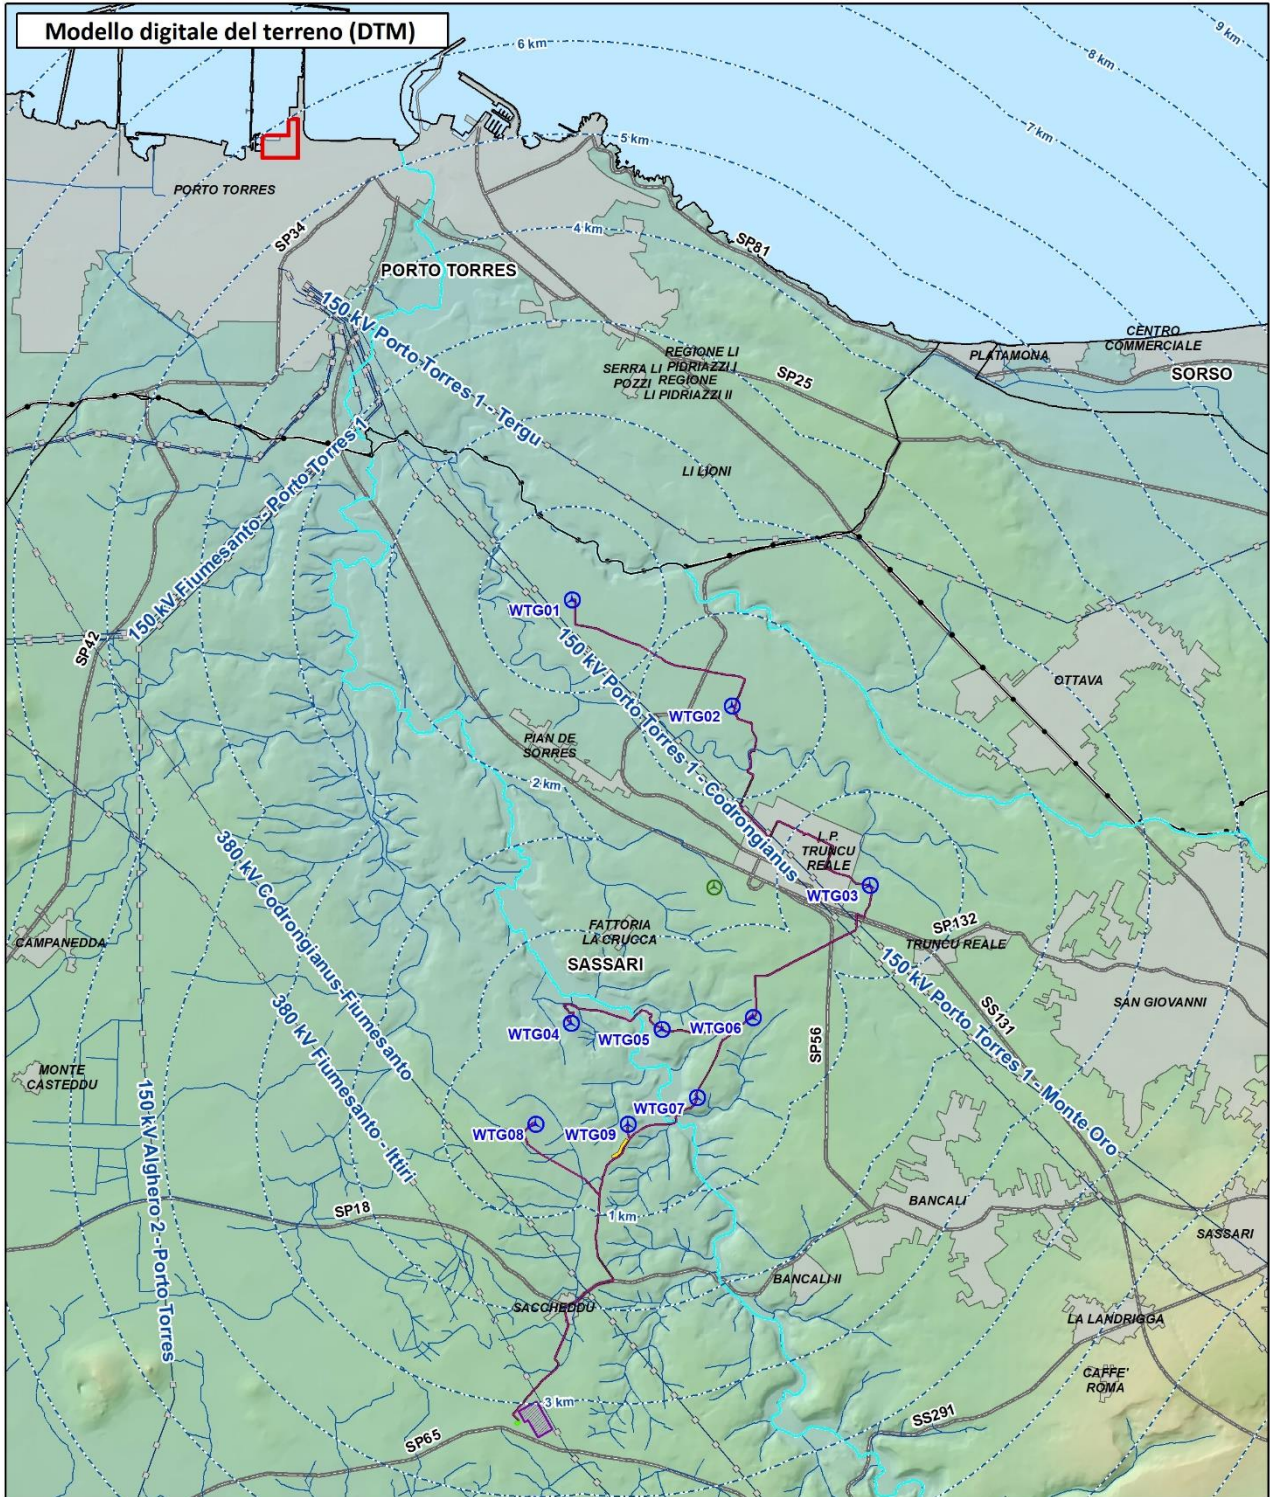 Modello digitale del terreno (DTM)
6 km
8 km
9 km
7 km
5 km
4 km
PORTO TORRES
SP34
PORTO TORRES
SP81
150 kV Porto Torres 1 - Tergu
REGIONE LI
PIDRIAZZI I
SERRA LI
POZZI
REGIONE
LI PIDRIAZZI II
SP25
CENTRO
COMMERCIALE
PLATAMONA
SORSO
LI LIONI
150 kV Fiumesanto - Porto Torres 1
SP42
WTG01
150 kV Porto Torres 1 - Codrongianus
OTTAVA
WTG02
PIAN DE
SORRES
2 km
L.P.
TRUNCU
REALE
WTG03
380 kV Codrongianus-Fiumesanto
FATTORIA
LA CRUCCA
SP132
TRUNCU REALE
CAMPANEDDA
SASSARI
380 kV Fiumesanto - Ittiri
150 kV Porto Torres 1 - Monte Oro
SS131
SAN GIOVANNI
WTG04
WTG05
WTG06
SP56
MONTE
CASTEDDU
150 kV Alghero 2 - Porto Torres
WTG07
WTG08
WTG09
SP18
1 km
BANCALI
SASSARI
BANCALI II
SACCHEDDU
LA LANDRIGGA
CAFFE'
ROMA
3 km
SP65
SS291